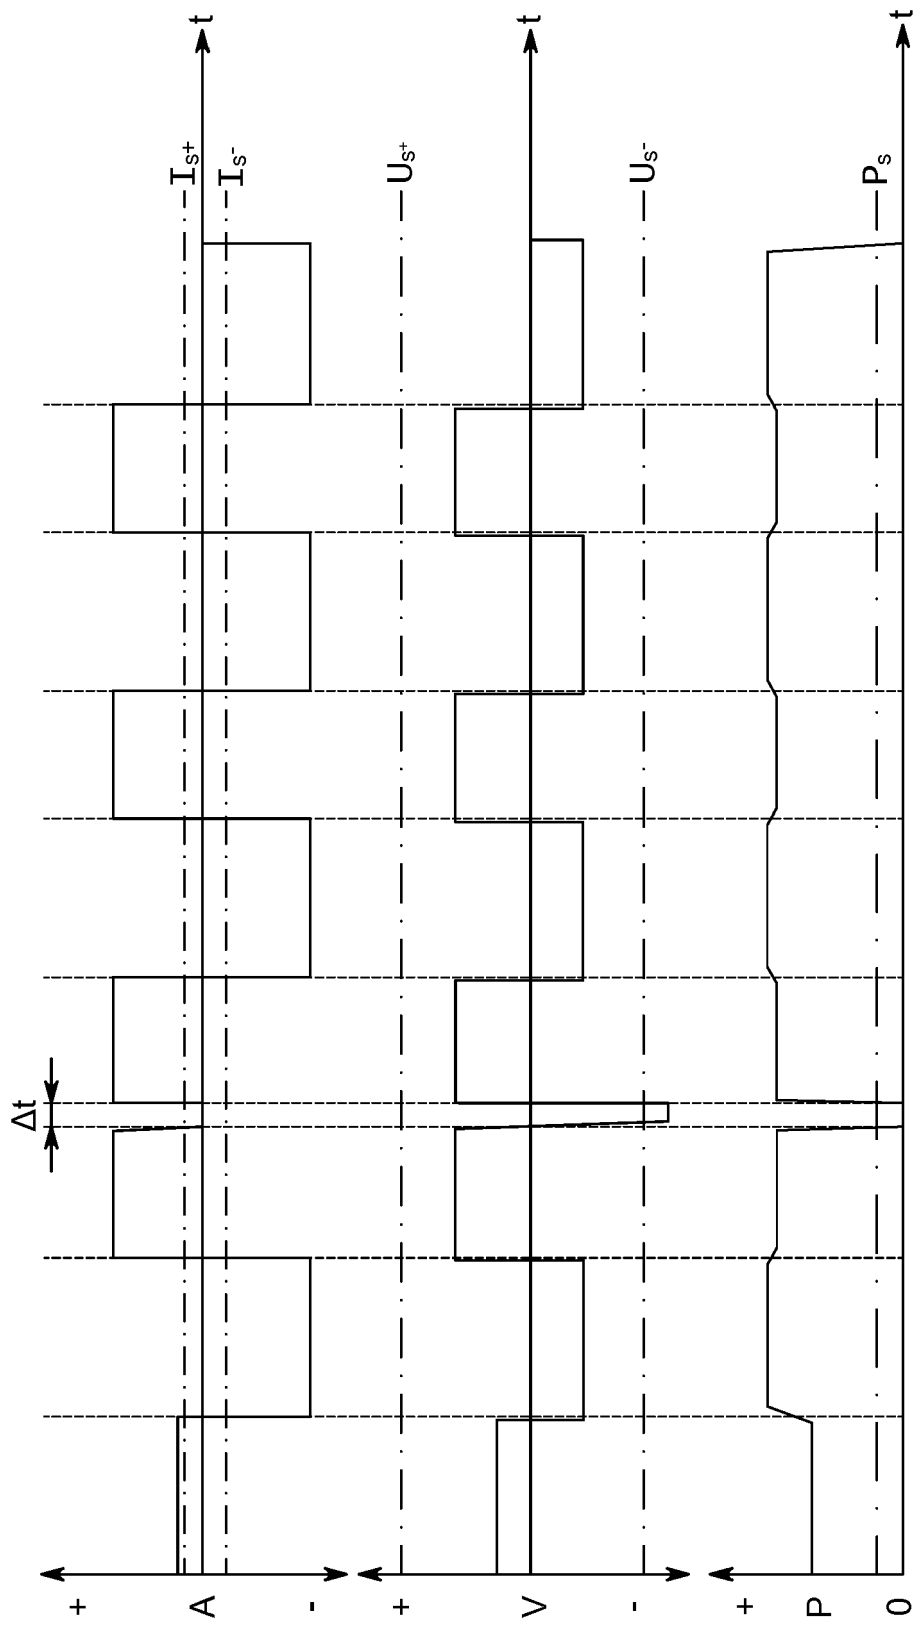 Δt
+
A
-
t
Is+
Is-
+
V
-
t
Us+
Us-
+
P
0
t
Ps